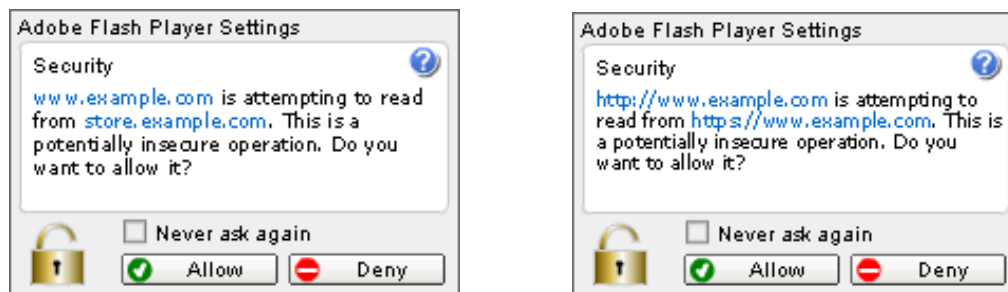 Adobe Flash Player Settings
Security
www.example.com is attempting to read
from store.example.com. This is a
potentially insecure operation. Do you
want to allow it?
Never ask again
Allow
Deny
Adobe Flash Player Settings
Security
http://www.example.com is attempting to
read from https://www.example.com. This is
a potentially insecure operation. Do you
want to allow it?
Never ask again
Allow
Deny